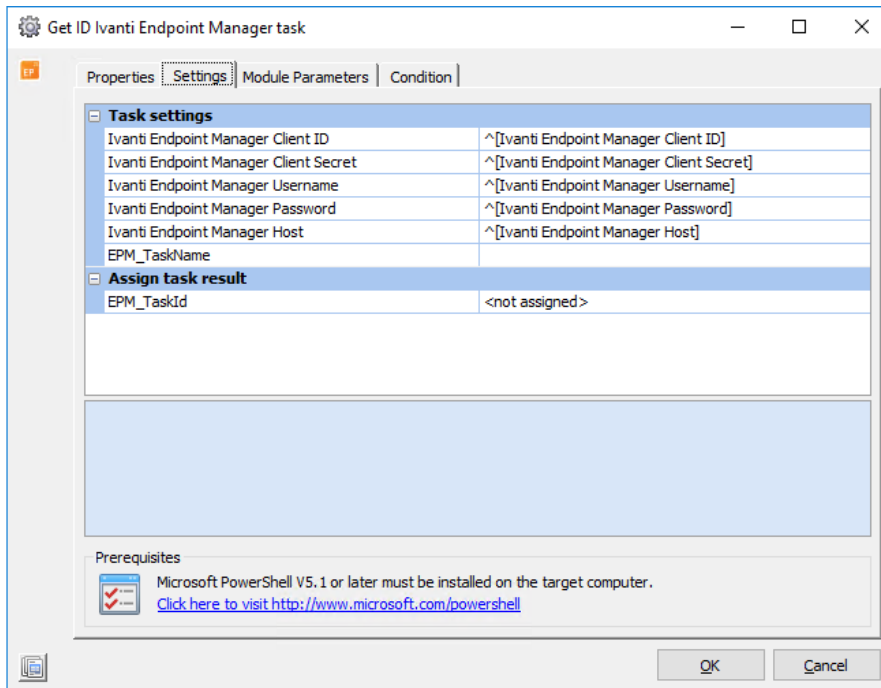 Get ID Ivanti Endpoint Manager task
EP
Properties Settings Module Parameters Condition
Task settings
Ivanti Endpoint Manager Client ID ^[Ivanti Endpoint Manager Client ID]
Ivanti Endpoint Manager Client Secret ^[Ivanti Endpoint Manager Client Secret]
Ivanti Endpoint Manager Username ^[Ivanti Endpoint Manager Username]
Ivanti Endpoint Manager Password ^[Ivanti Endpoint Manager Password]
Ivanti Endpoint Manager Host ^[Ivanti Endpoint Manager Host]
EPM_TaskName
Assign task result
EPM_TaskId <not assigned>
Prerequisites
Microsoft PowerShell V5.1 or later must be installed on the target computer.
Click here to visit http://www.microsoft.com/powershell
OK Cancel